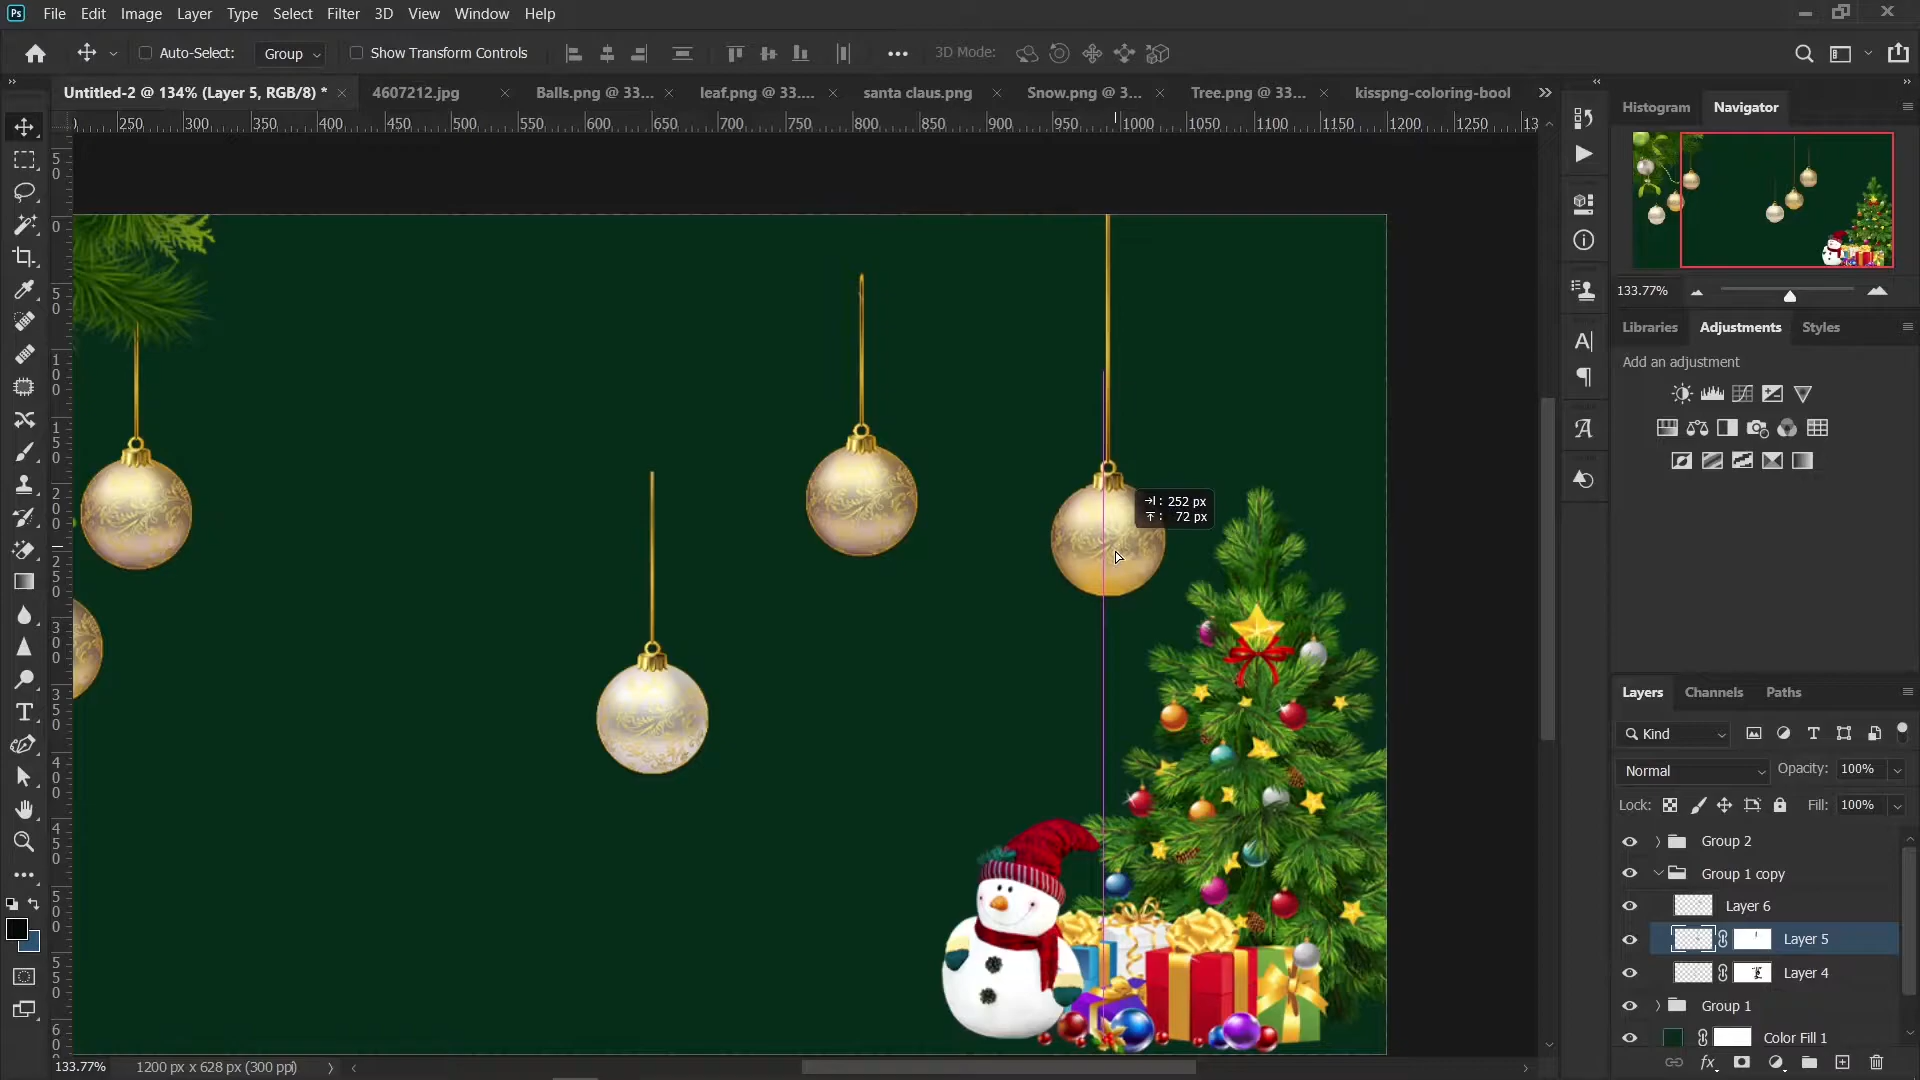 Ps File Edit Image Layer Type Select Filter 3D View Window Help
Auto-Select: Group Show Transform Controls 3D Mode:
Untitled-2 @ 134% (Layer 5, RGB/8) * 4607212.jpg Balls.png @ 33... leaf.png @ 33.... santa claus.png Snow.png @ 3... Tree.png @ 33... kisspng-coloring-bool
Histogram Navigator
250 300 350 400 450 500 550 600 650 700 750 800 850 900 950 1000 1050 1100 1150 1200 1250 13
133.77%
Libraries Adjustments Styles
Add an adjustment
252 px
72 px
Layers Channels Paths
Kind
Normal Opacity: 100%
Lock: Fill: 100%
Group 2
Group 1 copy
Layer 6
Layer 5
Layer 4
Group 1
Color Fill 1
fx
133.77% 1200 px x 628 px (300 ppi)